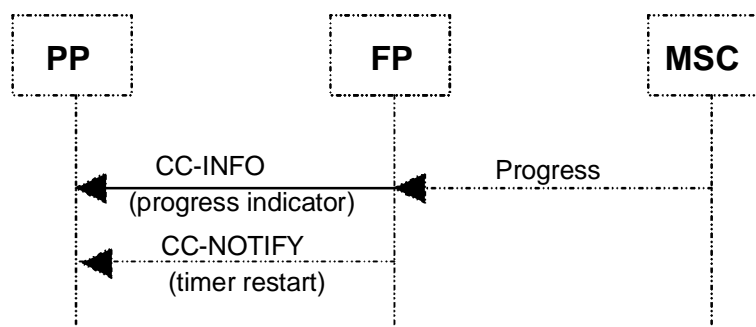 PP FP MSC
CC-INFO Progress
(progress indicator)
CC-NOTIFY
(timer restart)